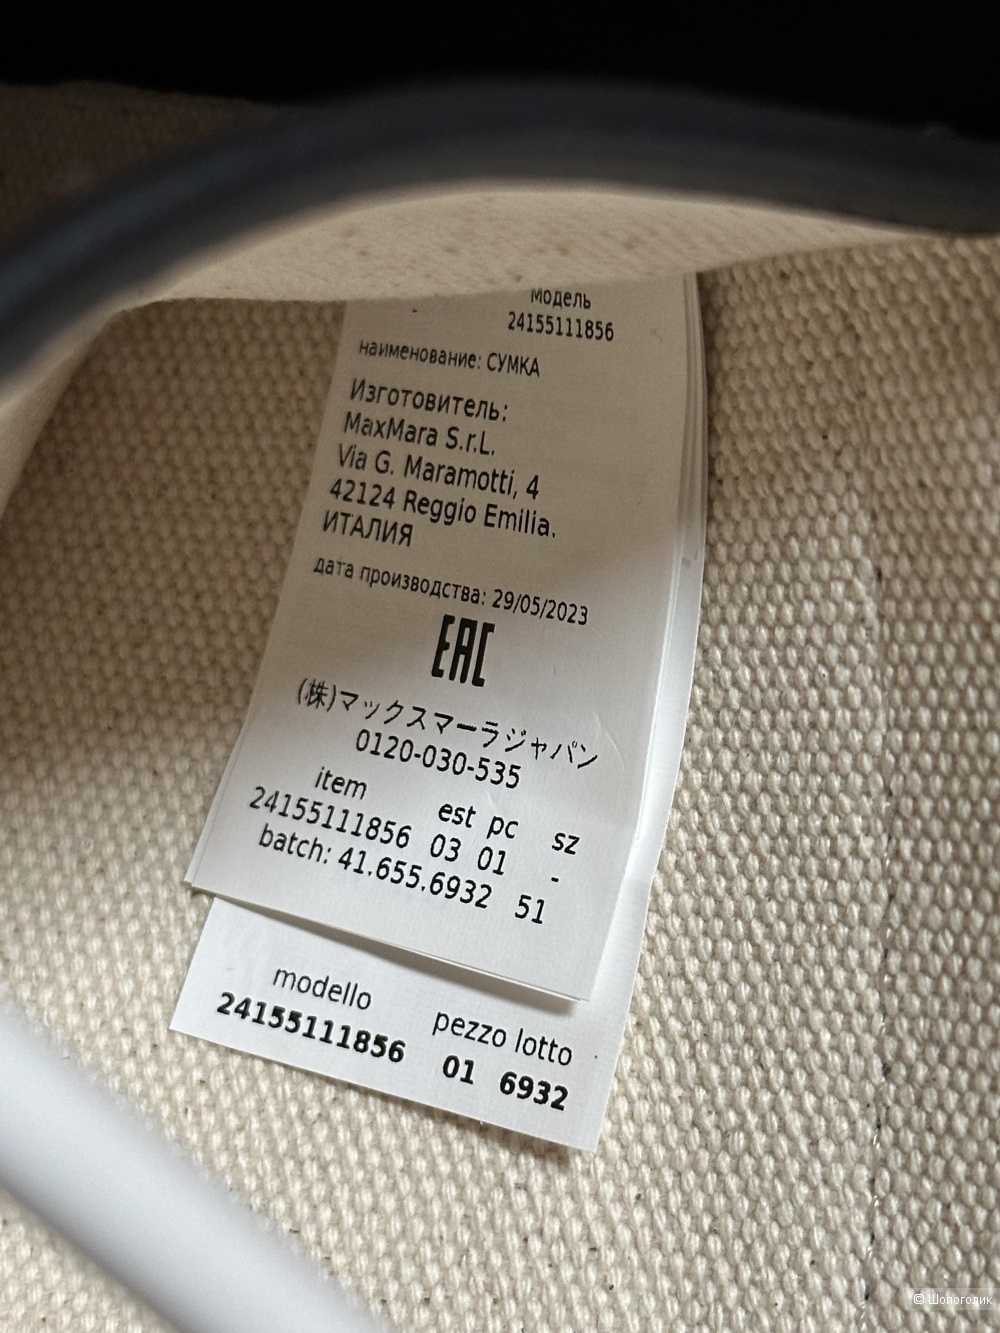 модель
24155111856
наименование: СУМКА
Изготовитель:
MaxMara S.r.L.
Via G. Maramotti, 4
42124 Reggio Emilia.
ИТАЛИЯ
дата производства: 29/05/2023
EAC
(株)マックスマーラジャパン
0120-030-535
item est pc sz
24155111856 03 01 -
batch: 41.655.6932 51
modello pezzo lotto
24155111856 01 6932
© Шопоголик